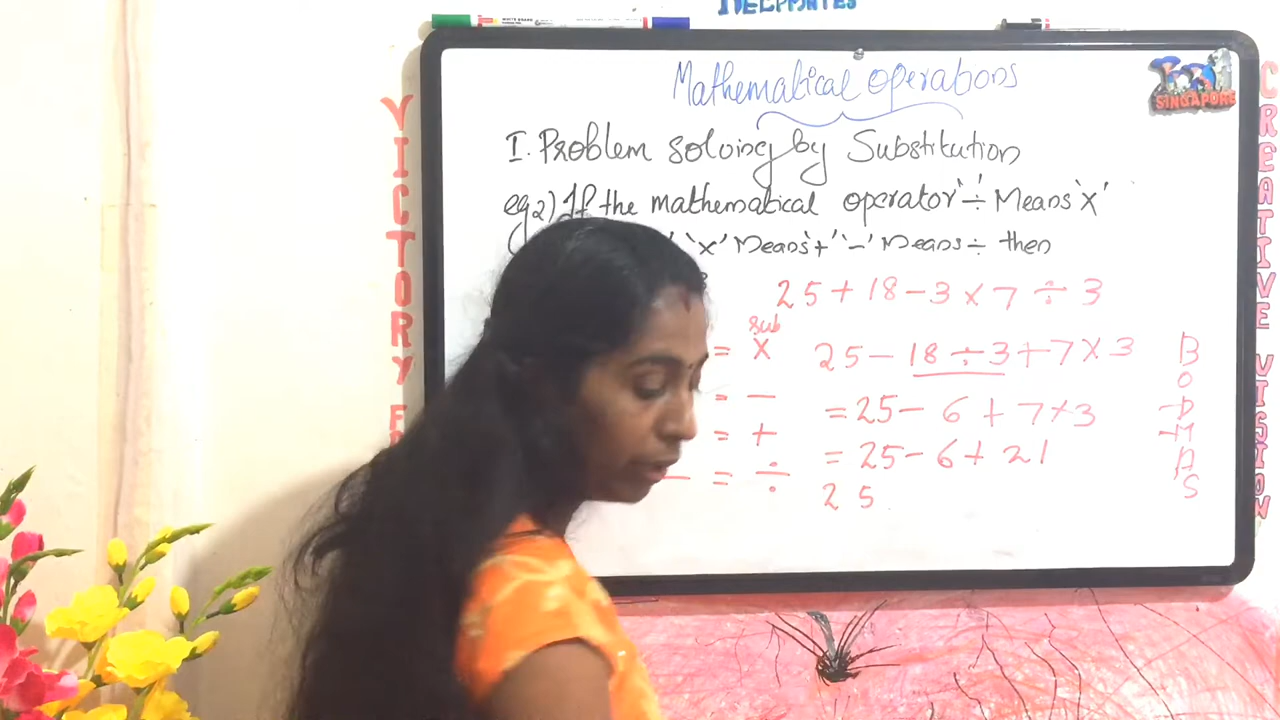 WHITE BOARD
Mathematical operations
SINGAPORE
I. Problem solving by Substitution
eg2) If the mathematical operator '÷' Means 'x'
'x' Means '+' '-' Means ÷ then
25 + 18 - 3 x 7 ÷ 3
sub
= x
= -
= +
- = ÷
25 - 18 ÷ 3 + 7 x 3
= 25 - 6 + 7 x 3
= 25 - 6 + 21
25
B
O
-D
-M
A
S
VICTORY
CREATIVE VISION